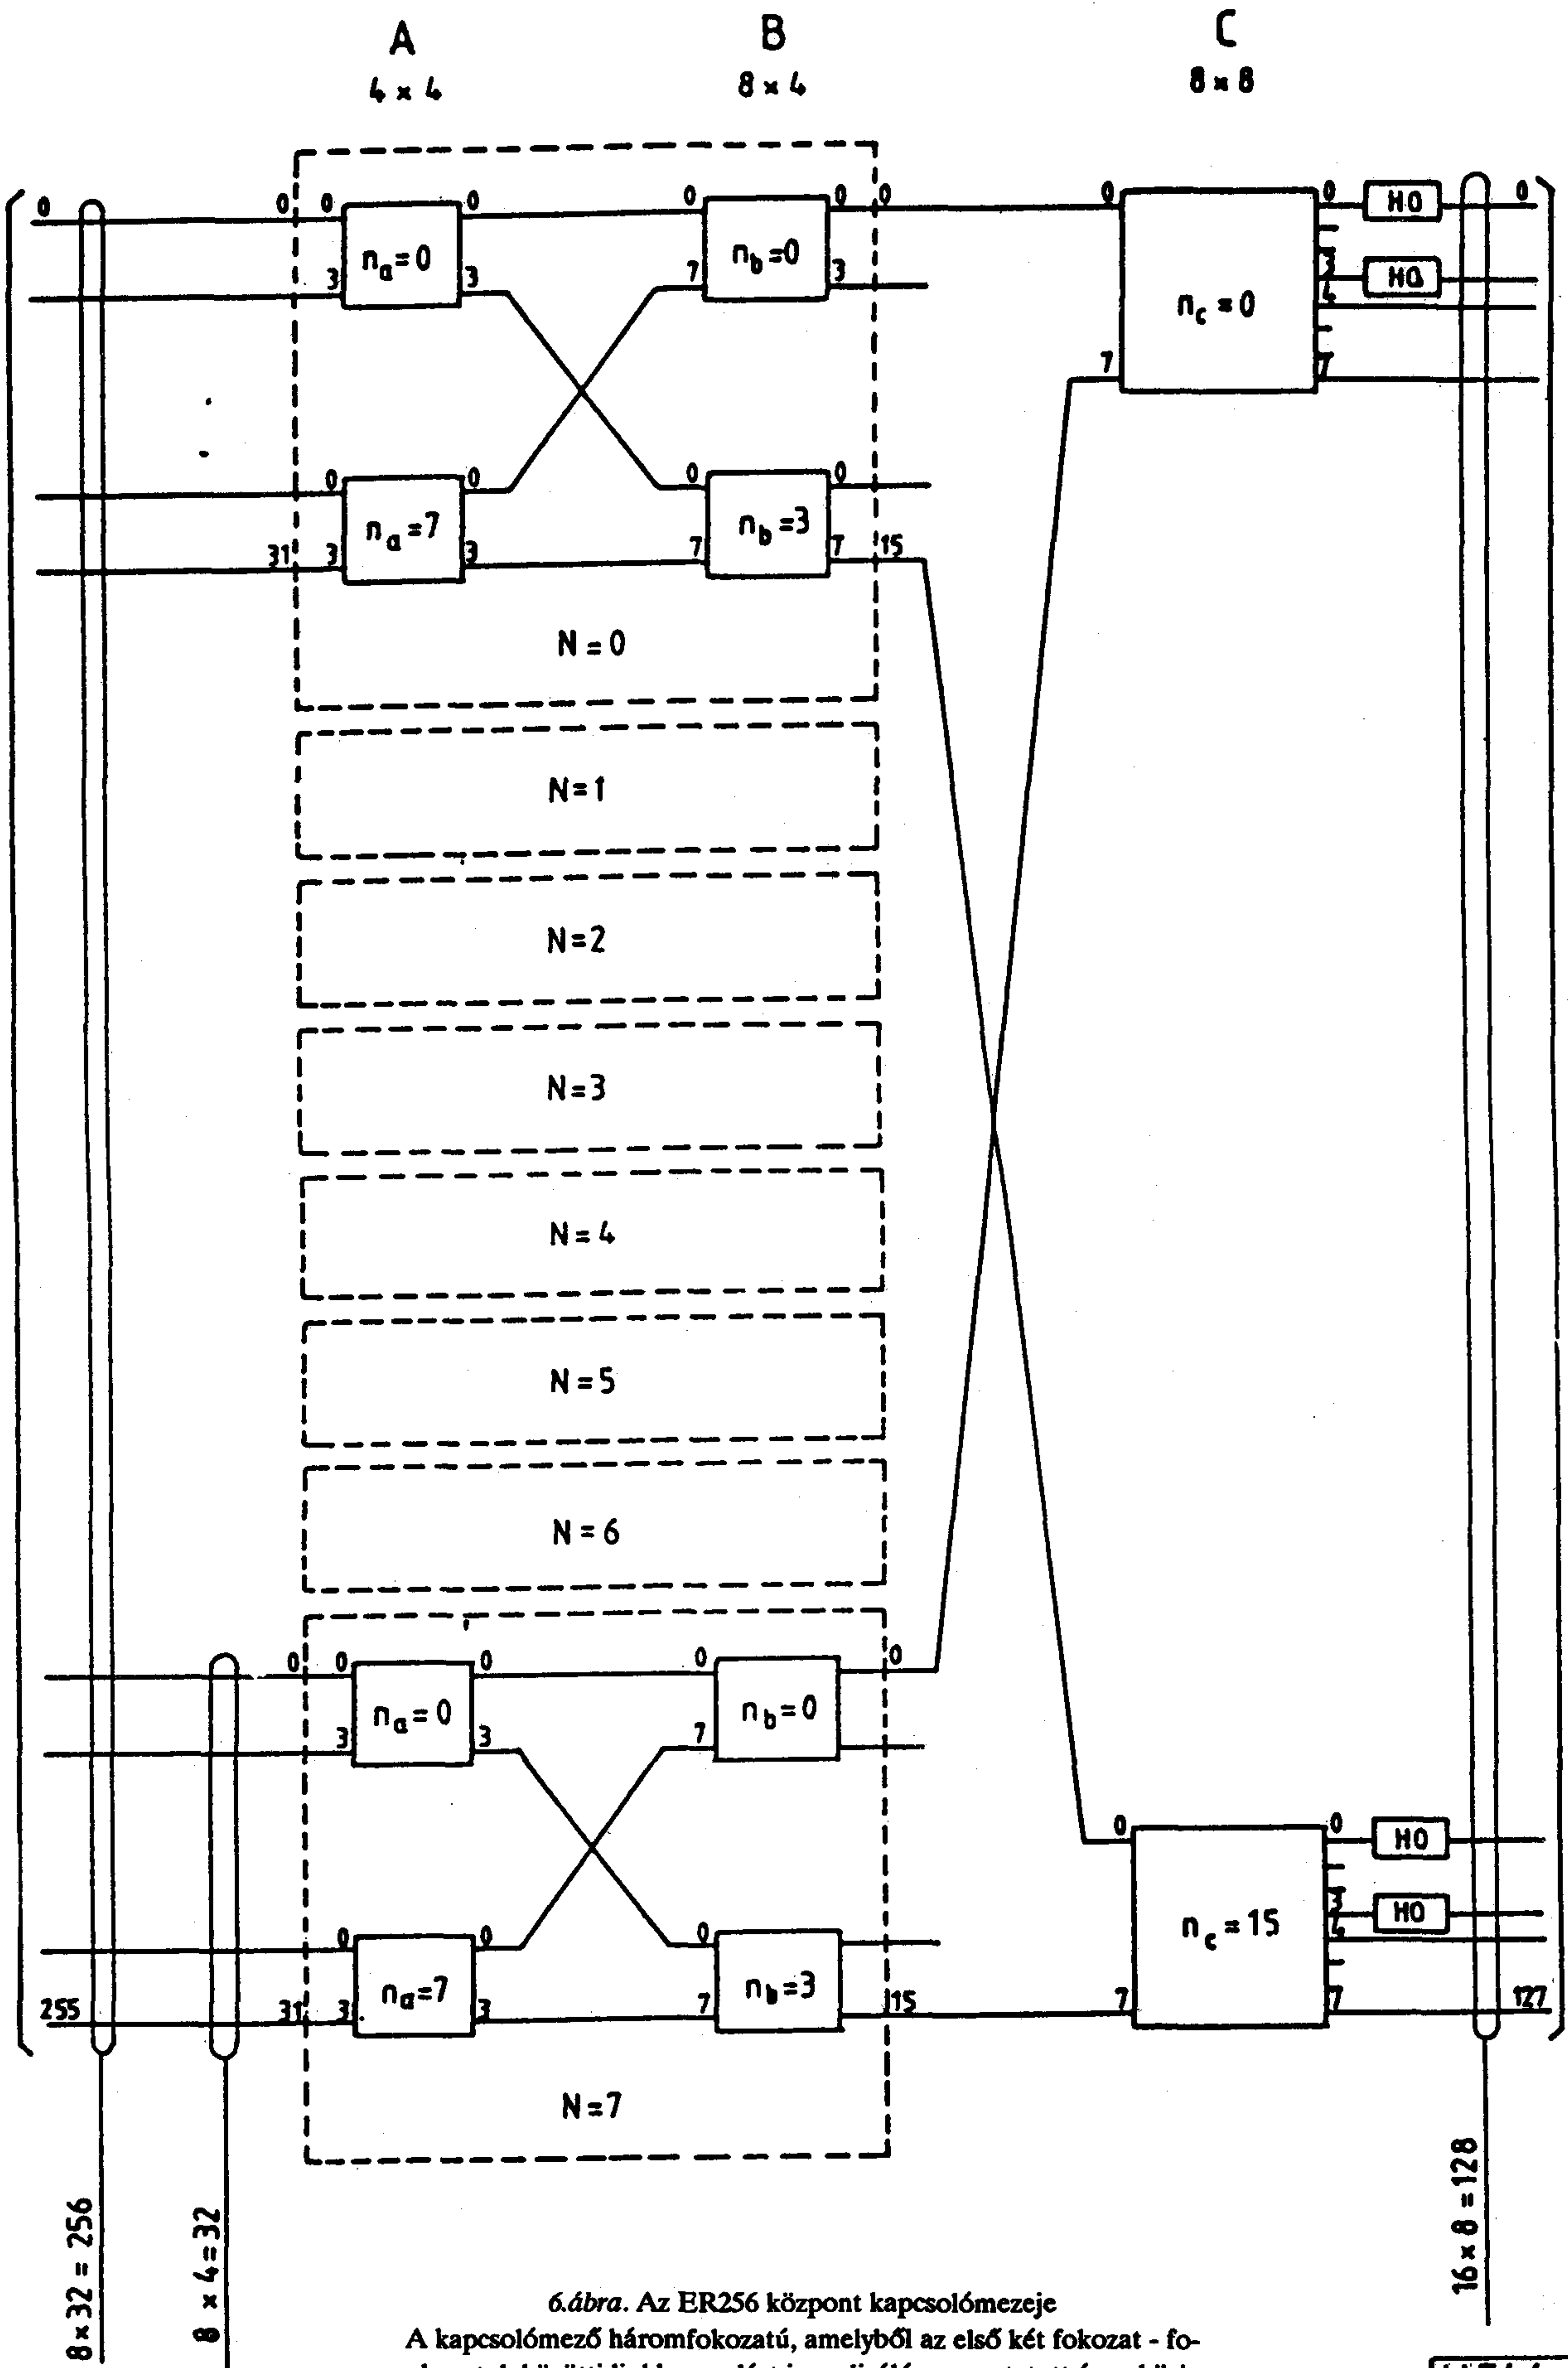 A B C
4 × 4 8 × 4 8 × 8
0 0 0 0 0 0 0 0 0 HO 0
n_a=0 n_b=0
3 3 7 3 3 HO
4
n_c=0
7 7
0 0 0 0
n_a=7 n_b=3
31 3 3 7 7 15
N=0
N=1
N=2
N=3
N=4
N=5
N=6
0 0 0 0 0
n_a=0 n_b=0
3 3 7
0 0 HO
3 HO
4
n_c=15
0 0 0
n_a=7 n_b=3
255 31 3 3 7 15 7 7 127
N=7
8×32=256
8 × 4=32
16×8=128
6.ábra. Az ER256 központ kapcsolómezeje
A kapcsolómező háromfokozatú, amelyből az első két fokozat - fo-